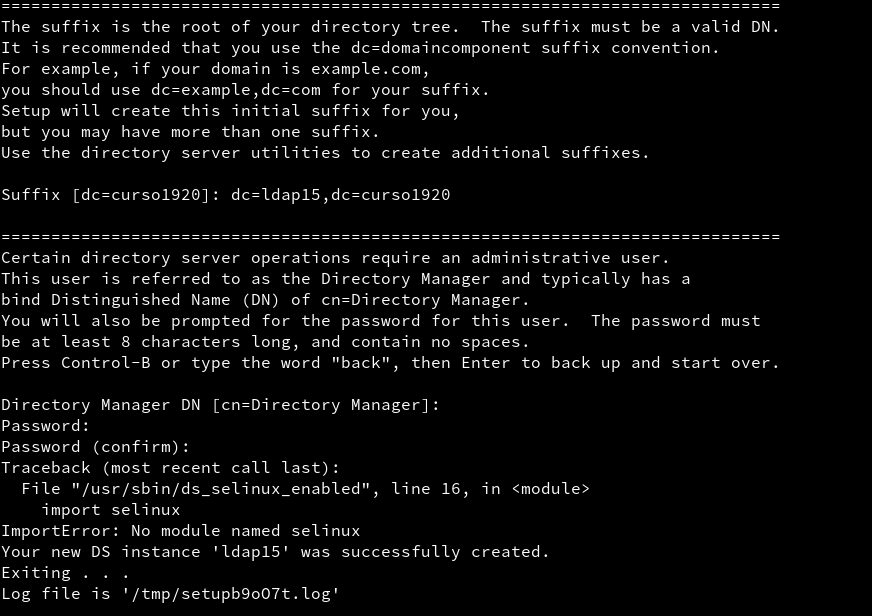 ==============================================================================
The suffix is the root of your directory tree.  The suffix must be a valid DN.
It is recommended that you use the dc=domaincomponent suffix convention.
For example, if your domain is example.com,
you should use dc=example,dc=com for your suffix.
Setup will create this initial suffix for you,
but you may have more than one suffix.
Use the directory server utilities to create additional suffixes.

Suffix [dc=curso1920]: dc=ldap15,dc=curso1920

==============================================================================
Certain directory server operations require an administrative user.
This user is referred to as the Directory Manager and typically has a
bind Distinguished Name (DN) of cn=Directory Manager.
You will also be prompted for the password for this user.  The password must
be at least 8 characters long, and contain no spaces.
Press Control-B or type the word "back", then Enter to back up and start over.

Directory Manager DN [cn=Directory Manager]:
Password:
Password (confirm):
Traceback (most recent call last):
  File "/usr/sbin/ds_selinux_enabled", line 16, in <module>
    import selinux
ImportError: No module named selinux
Your new DS instance 'ldap15' was successfully created.
Exiting . . .
Log file is '/tmp/setupb9oO7t.log'